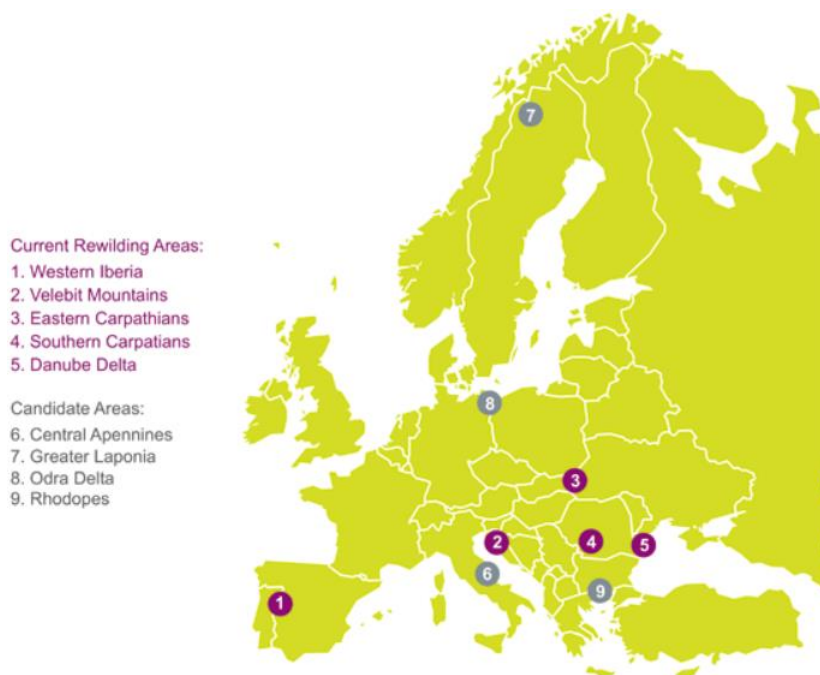 Current Rewilding Areas:
1. Western Iberia
2. Velebit Mountains
3. Eastern Carpathians
4. Southern Carpatians
5. Danube Delta
Candidate Areas:
6. Central Apennines
7. Greater Laponia
8. Odra Delta
9. Rhodopes
7
8
3
2
4
5
6
9
1